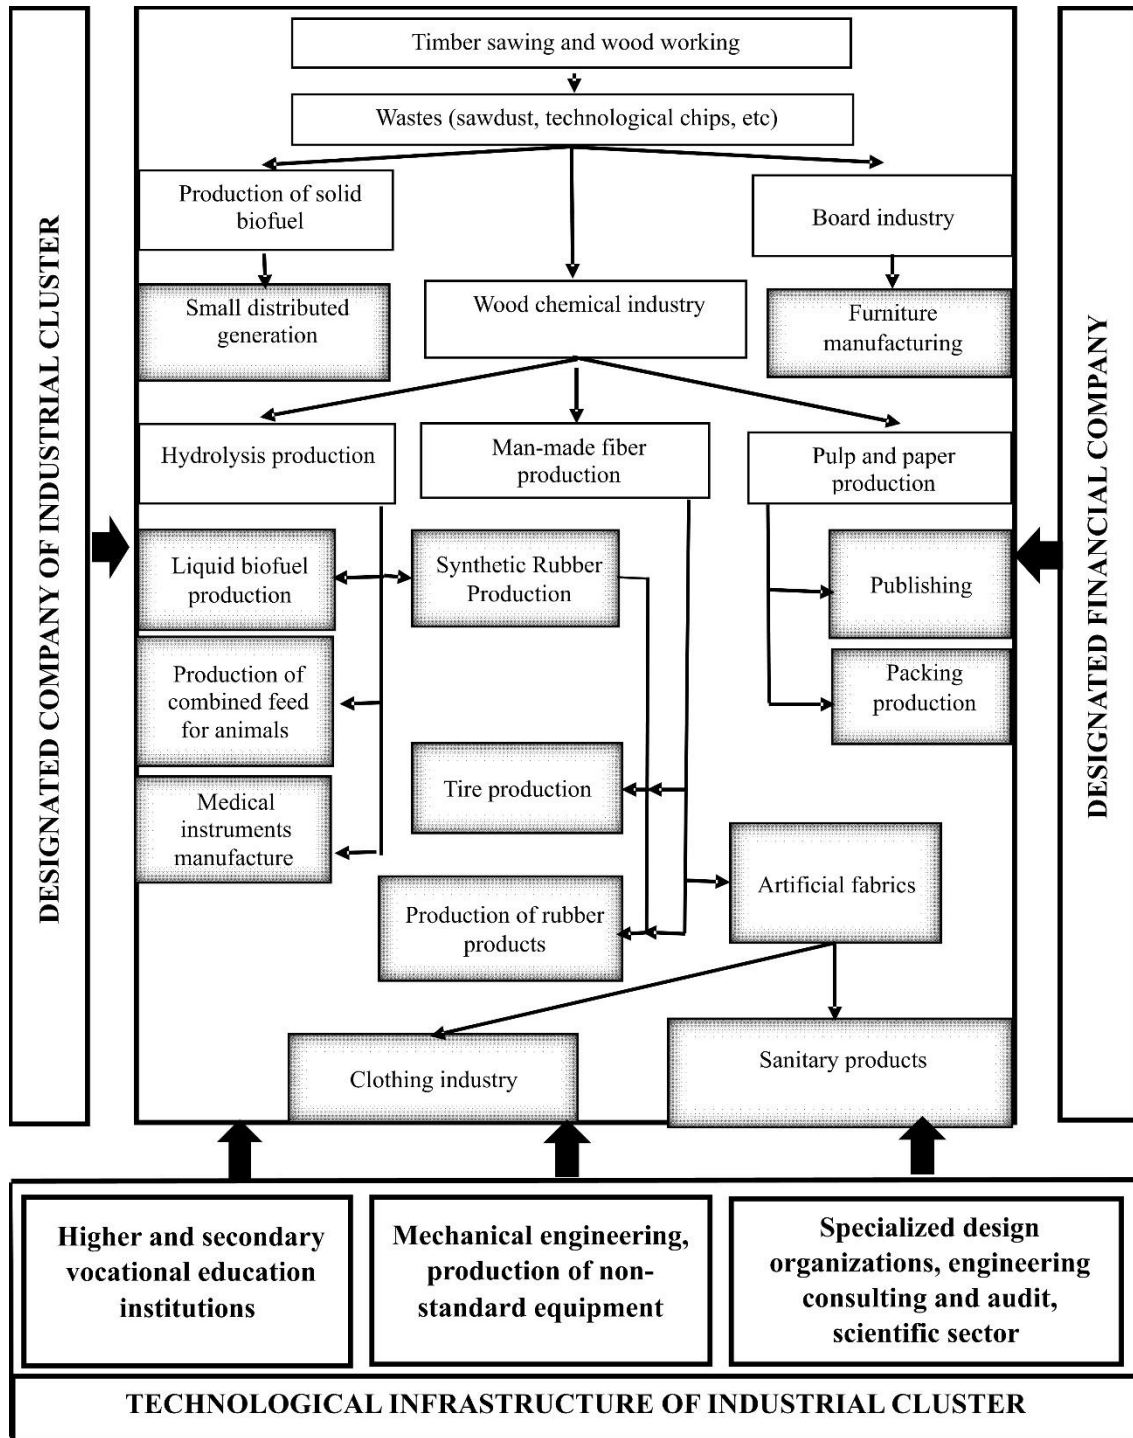 Timber sawing and wood working
Wastes (sawdust, technological chips, etc)
Production of solid
biofuel
Board industry
Small distributed
generation
Wood chemical industry
Furniture
manufacturing
Hydrolysis production
Man-made fiber
production
Pulp and paper
production
Liquid biofuel
production
Synthetic Rubber
Production
Publishing
Production of
combined feed
for animals
Packing
production
Tire production
Medical
instruments
manufacture
Artificial fabrics
Production of rubber
products
Clothing industry
Sanitary products
DESIGNATED COMPANY OF INDUSTRIAL CLUSTER
DESIGNATED FINANCIAL COMPANY
Higher and secondary
vocational education
institutions
Mechanical engineering,
production of non-
standard equipment
Specialized design
organizations, engineering
consulting and audit,
scientific sector
TECHNOLOGICAL INFRASTRUCTURE OF INDUSTRIAL CLUSTER